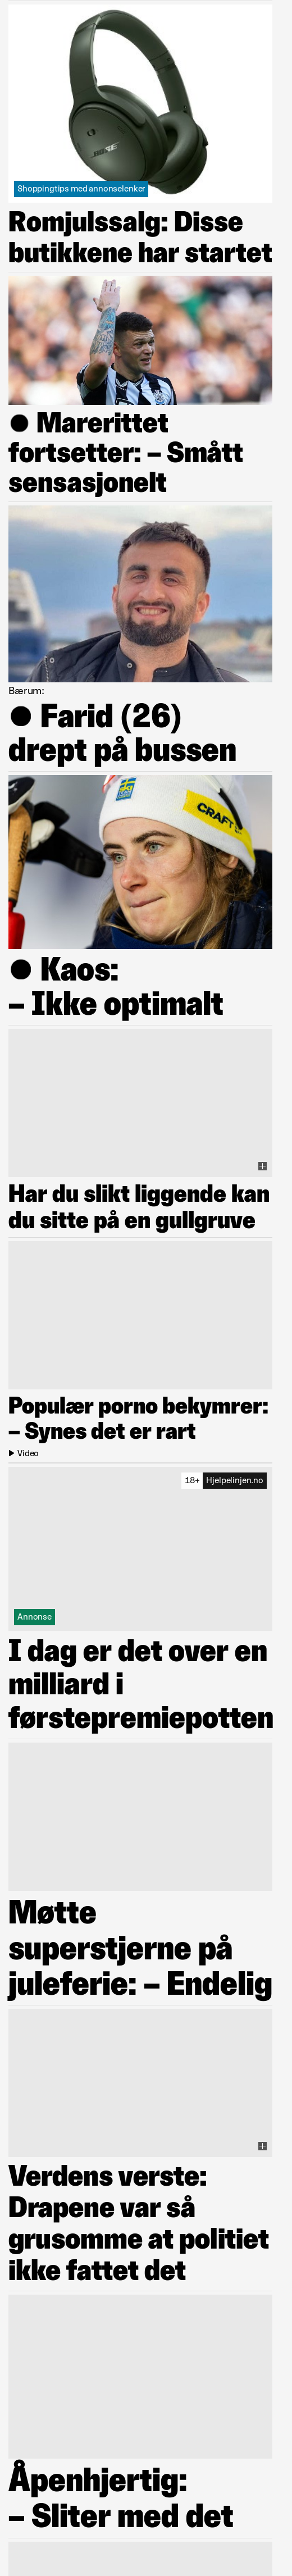 BOSE
Shoppingtips med annonselenker
Romjulssalg: Disse
butikkene har startet
● Marerittet
fortsetter: – Smått
sensasjonelt
Bærum:
● Farid (26)
drept på bussen
CRAFT
● Kaos:
– Ikke optimalt
Har du slikt liggende kan
du sitte på en gullgruve
Populær porno bekymrer:
– Synes det er rart
Video
18+ Hjelpelinjen.no
Annonse
I dag er det over en
milliard i
førstepremiepotten
Møtte
superstjerne på
juleferie: – Endelig
Verdens verste:
Drapene var så
grusomme at politiet
ikke fattet det
Åpenhjertig:
– Sliter med det